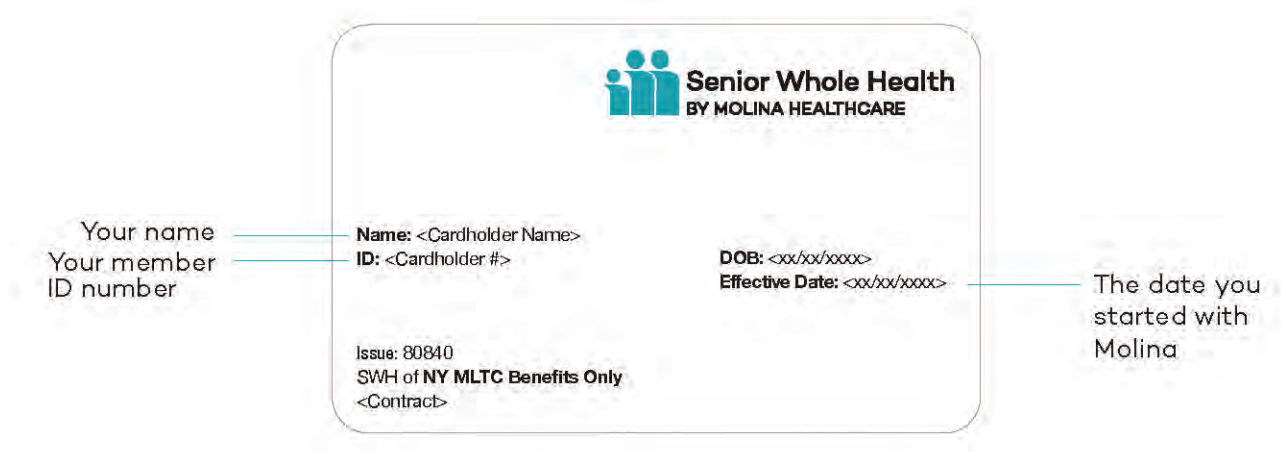 Senior Whole Health
BY MOLINA HEALTHCARE
Your name
Your member
ID number
Name: <Cardholder Name>
ID: <Cardholder #>
DOB: <xx/xx/xxxx>
Effective Date: <xx/xx/xxxx>
The date you
started with
Molina
Issue: 80840
SWH of NY MLTC Benefits Only
<Contract>